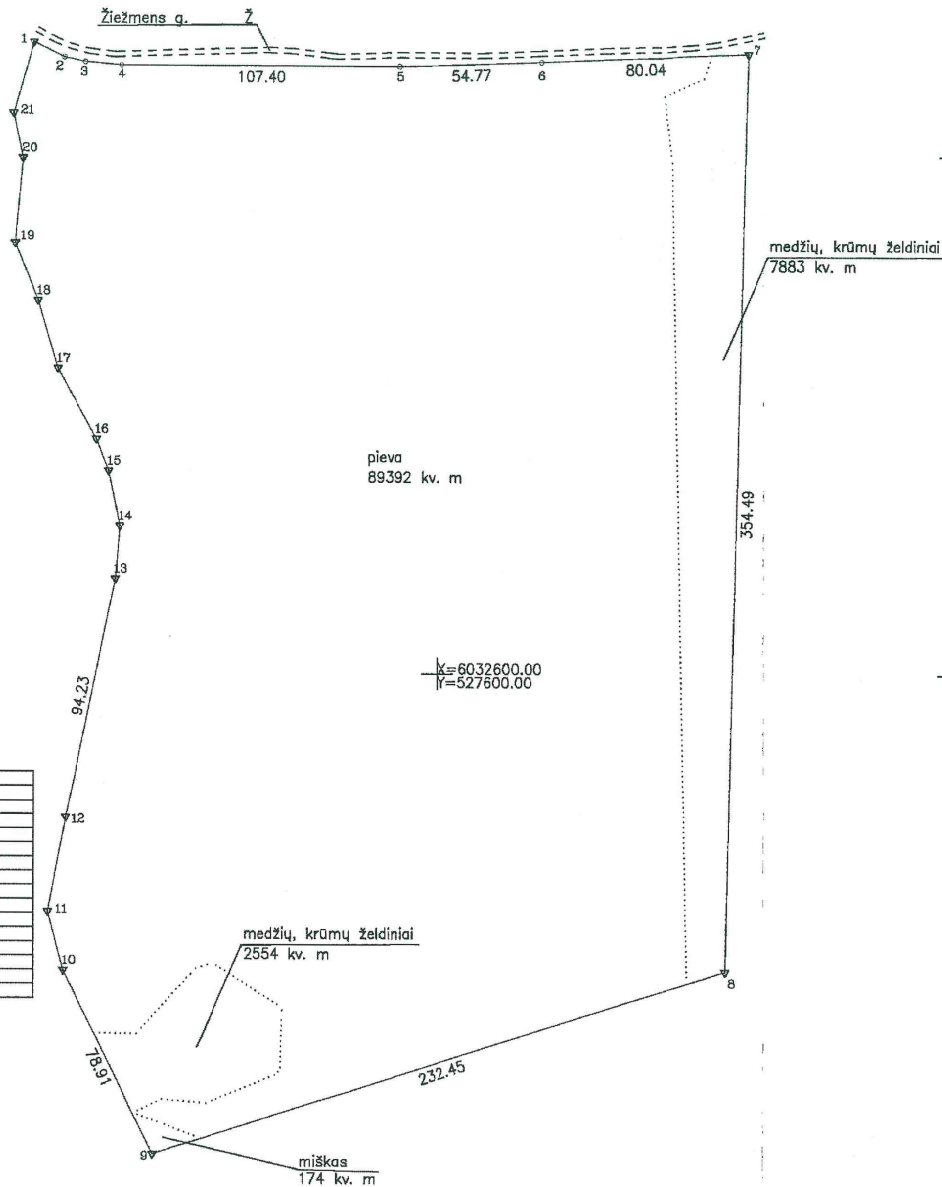 Žiežmens g. Ž
1
2
3
4
107.40
5
54.77
6
80.04
7
21
20
19
medžių, krūmų želdiniai
7883 kv. m
18
17
16
15
pieva
89392 kv. m
14
354.49
13
X=6032600.00
Y=527600.00
94.23
12
11
medžių, krūmų želdiniai
2554 kv. m
10
8
78.91
232.45
9
miškas
174 kv. m